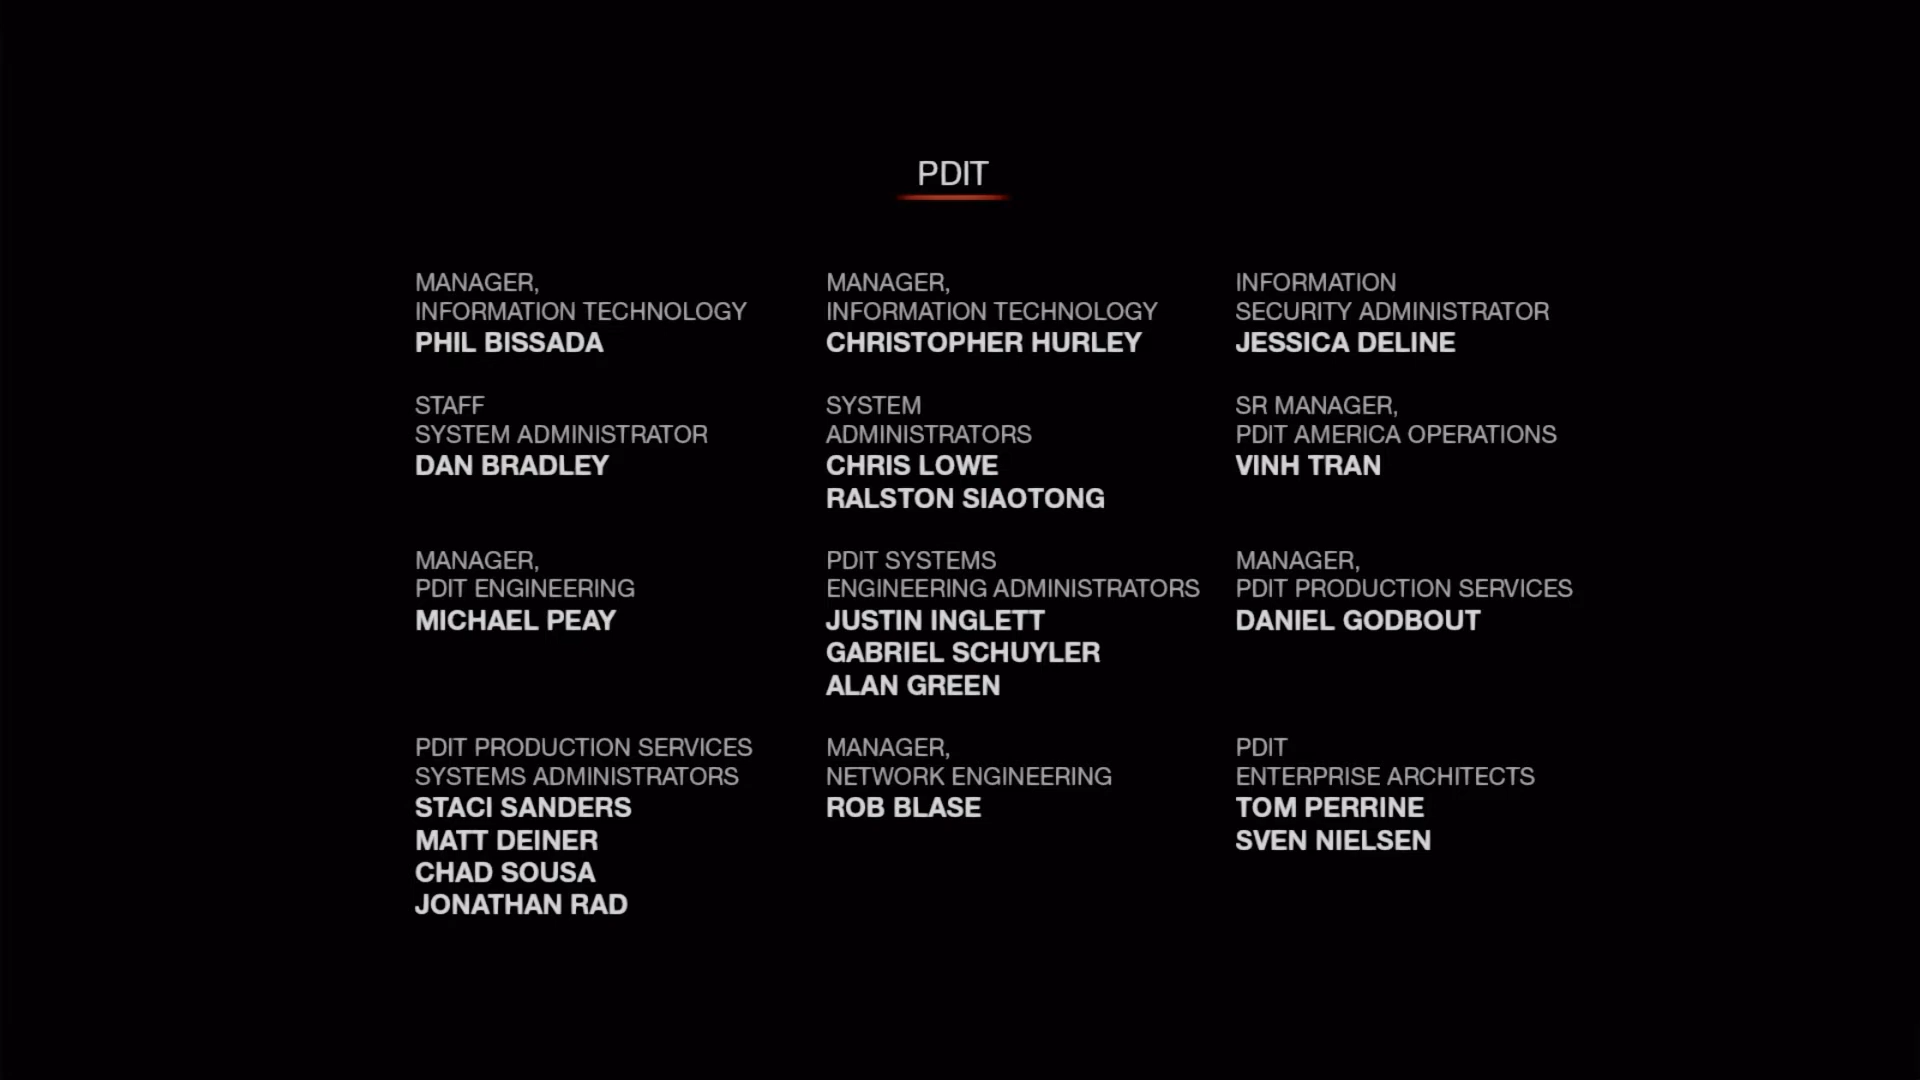 PDIT
MANAGER,
INFORMATION TECHNOLOGY
PHIL BISSADA
MANAGER,
INFORMATION TECHNOLOGY
CHRISTOPHER HURLEY
INFORMATION
SECURITY ADMINISTRATOR
JESSICA DELINE
STAFF
SYSTEM ADMINISTRATOR
DAN BRADLEY
SYSTEM
ADMINISTRATORS
CHRIS LOWE
RALSTON SIAOTONG
SR MANAGER,
PDIT AMERICA OPERATIONS
VINH TRAN
MANAGER,
PDIT ENGINEERING
MICHAEL PEAY
PDIT SYSTEMS
ENGINEERING ADMINISTRATORS
JUSTIN INGLETT
GABRIEL SCHUYLER
ALAN GREEN
MANAGER,
PDIT PRODUCTION SERVICES
DANIEL GODBOUT
PDIT PRODUCTION SERVICES
SYSTEMS ADMINISTRATORS
STACI SANDERS
MATT DEINER
CHAD SOUSA
JONATHAN RAD
MANAGER,
NETWORK ENGINEERING
ROB BLASE
PDIT
ENTERPRISE ARCHITECTS
TOM PERRINE
SVEN NIELSEN